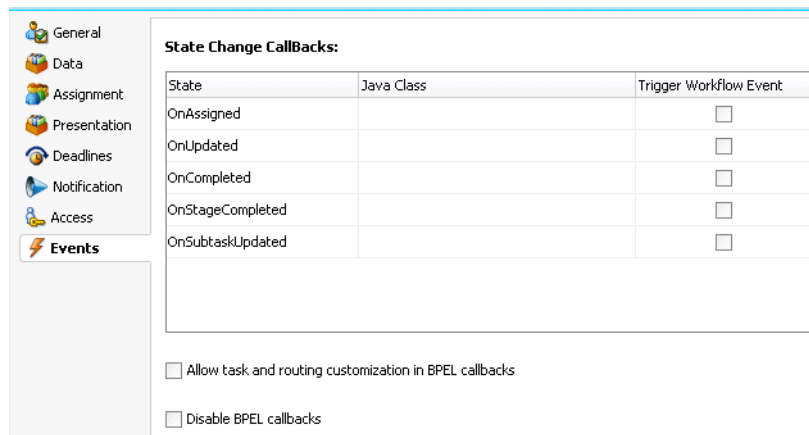 General
Data
Assignment
Presentation
Deadlines
Notification
Access
Events
State Change CallBacks:
State Java Class Trigger Workflow Event
OnAssigned
OnUpdated
OnCompleted
OnStageCompleted
OnSubtaskUpdated
Allow task and routing customization in BPEL callbacks
Disable BPEL callbacks